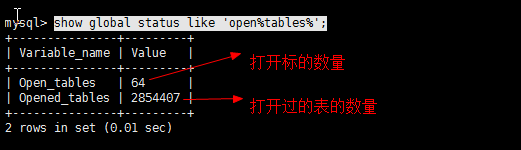 mysql> show global status like 'open%tables%';
+---------------+---------+
| Variable_name | Value   |
+---------------+---------+
| Open_tables   | 64      | 打开标的数量
| Opened_tables | 2854407 | 打开过的表的数量
+---------------+---------+
2 rows in set (0.01 sec)